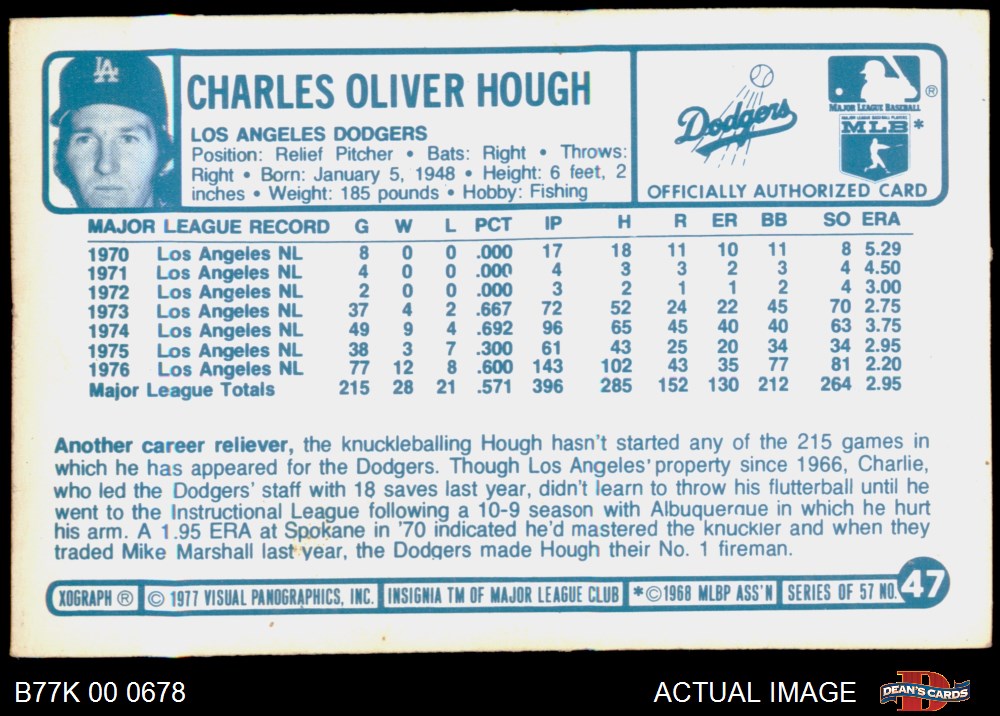 LA
CHARLES OLIVER HOUGH
LOS ANGELES DODGERS
Position: Relief Pitcher • Bats: Right • Throws:
Right • Born: January 5, 1948 • Height: 6 feet, 2
inches • Weight: 185 pounds • Hobby: Fishing
Dodgers
MAJOR LEAGUE BASEBALL ®
MAJOR LEAGUE BASEBALL PLAYERS
MLB *
OFFICIALLY AUTHORIZED CARD
MAJOR LEAGUE RECORD G W L PCT IP H R ER BB SO ERA
1970 Los Angeles NL 8 0 0 .000 17 18 11 10 11 8 5.29
1971 Los Angeles NL 4 0 0 .000 4 3 3 2 3 4 4.50
1972 Los Angeles NL 2 0 0 .000 3 2 1 1 2 4 3.00
1973 Los Angeles NL 37 4 2 .667 72 52 24 22 45 70 2.75
1974 Los Angeles NL 49 9 4 .692 96 65 45 40 40 63 3.75
1975 Los Angeles NL 38 3 7 .300 61 43 25 20 34 34 2.95
1976 Los Angeles NL 77 12 8 .600 143 102 43 35 77 81 2.20
Major League Totals 215 28 21 .571 396 285 152 130 212 264 2.95
Another career reliever, the knuckleballing Hough hasn't started any of the 215 games in
which he has appeared for the Dodgers. Though Los Angeles' property since 1966, Charlie,
who led the Dodgers' staff with 18 saves last year, didn't learn to throw his flutterball until he
went to the Instructional League following a 10-9 season with Albuquerque in which he hurt
his arm. A 1.95 ERA at Spokane in '70 indicated he'd mastered the knuckler and when they
traded Mike Marshall last year, the Dodgers made Hough their No. 1 fireman.
XOGRAPH ® © 1977 VISUAL PANOGRAPHICS, INC. INSIGNIA TM OF MAJOR LEAGUE CLUB *©1968 MLBP ASS'N SERIES OF 57 NO. 47
B77K 00 0678 ACTUAL IMAGE DEAN'S CARDS